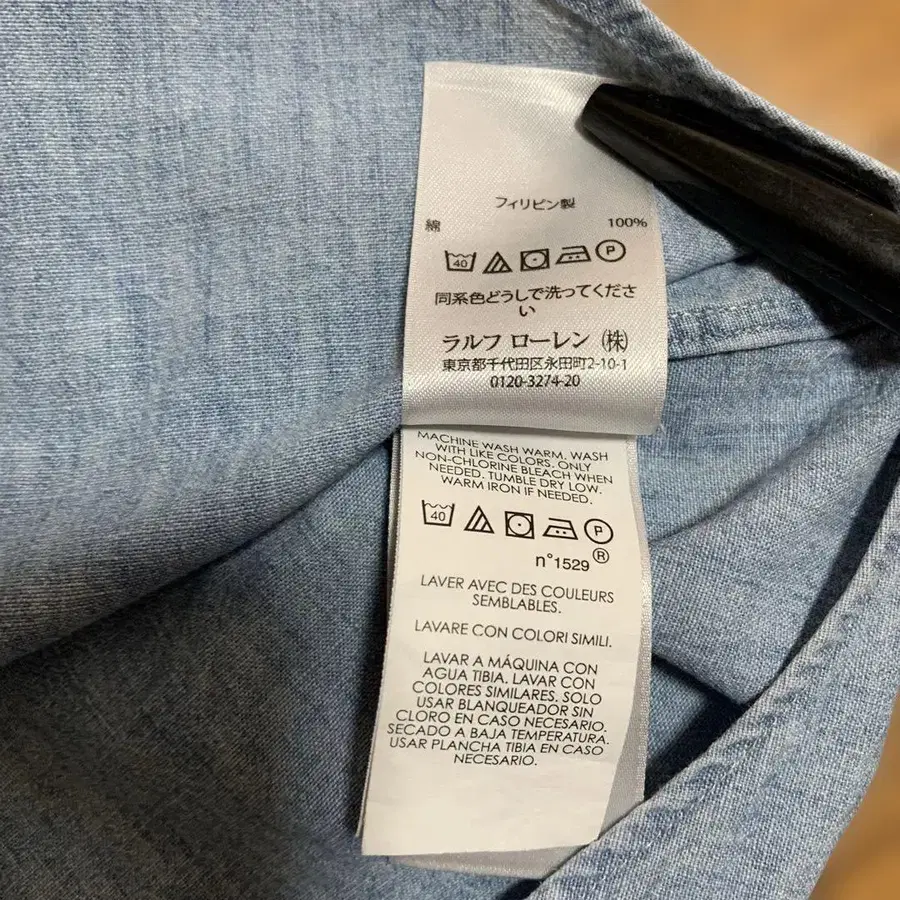 フィリピン製
綿 100%
40 P
同系色どうしで洗ってくださ
い
ラルフ ローレン (株)
東京都千代田区永田町2-10-1
0120-3274-20
MACHINE WASH WARM. WASH
WITH LIKE COLORS. ONLY
NON-CHLORINE BLEACH WHEN
NEEDED. TUMBLE DRY LOW.
WARM IRON IF NEEDED.
40 P
n°1529 ®
LAVER AVEC DES COULEURS
SEMBLABLES.
LAVARE CON COLORI SIMILI.
LAVAR A MÁQUINA CON
AGUA TIBIA. LAVAR CON
COLORES SIMILARES. SOLO
USAR BLANQUEADOR SIN
CLORO EN CASO NECESARIO.
SECADO A BAJA TEMPERATURA.
USAR PLANCHA TIBIA EN CASO
NECESARIO.